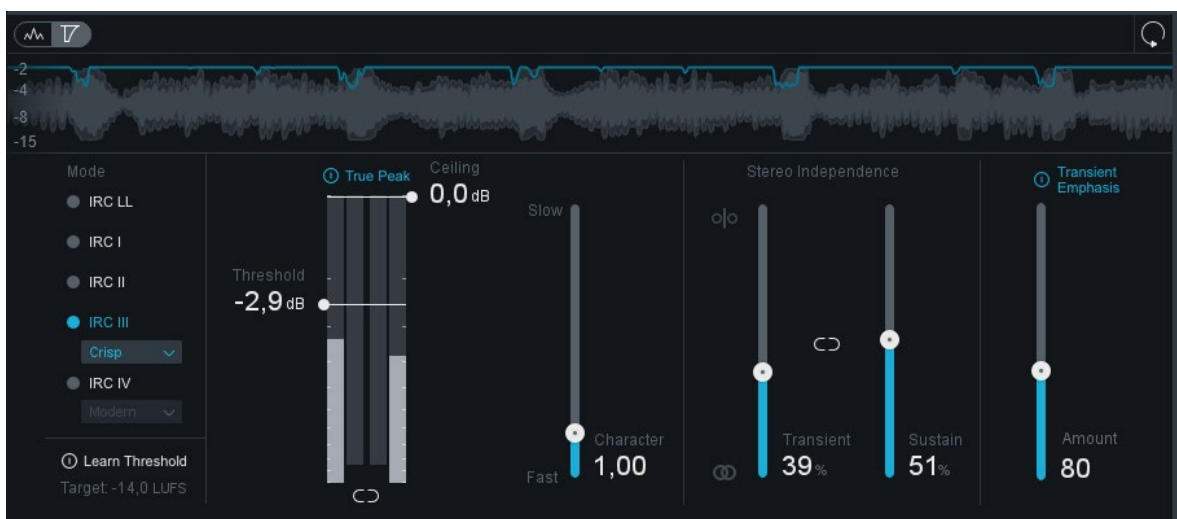 -2
-4
-8
-15
Mode
IRC LL
IRC I
IRC II
IRC III
Crisp
IRC IV
Modern
Learn Threshold
Target: -14,0 LUFS
True Peak
Ceiling
0,0 dB
Threshold
-2,9 dB
Slow
Fast
Character
1,00
Stereo Independence
Transient
39%
Sustain
51%
Transient
Emphasis
Amount
80